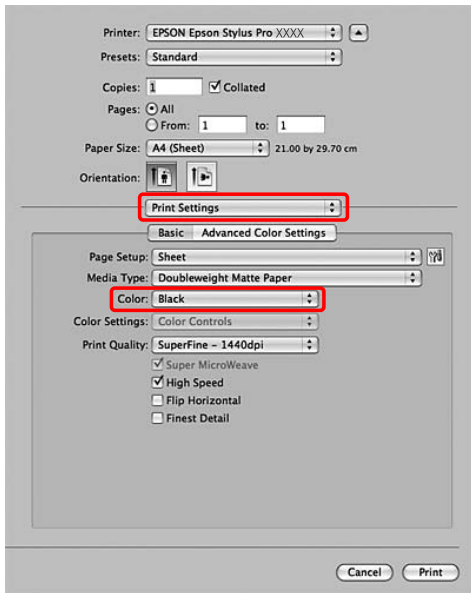 Printer: EPSON Epson Stylus Pro XXXX
Presets: Standard
Copies: 1 Collated
Pages: All
From: 1 to: 1
Paper Size: A4 (Sheet) 21.00 by 29.70 cm
Orientation:
Print Settings
Basic Advanced Color Settings
Page Setup: Sheet
Media Type: Doubleweight Matte Paper
Color: Black
Color Settings: Color Controls
Print Quality: SuperFine - 1440dpi
Super MicroWeave
High Speed
Flip Horizontal
Finest Detail
Cancel Print